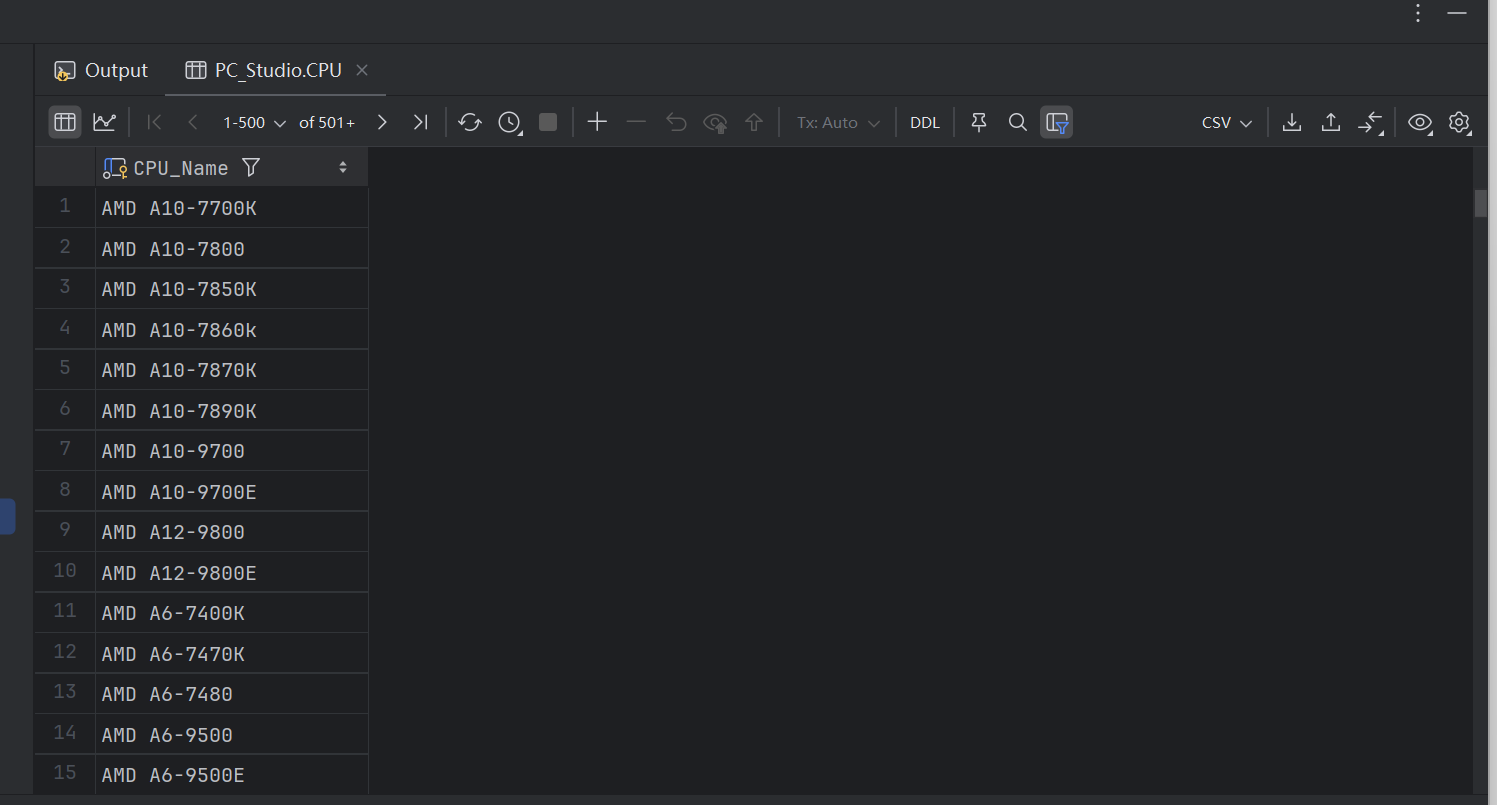 Output PC_Studio.CPU
1-500 of 501+ Tx: Auto DDL CSV
CPU_Name
1 AMD A10-7700K
2 AMD A10-7800
3 AMD A10-7850K
4 AMD A10-7860k
5 AMD A10-7870K
6 AMD A10-7890K
7 AMD A10-9700
8 AMD A10-9700E
9 AMD A12-9800
10 AMD A12-9800E
11 AMD A6-7400K
12 AMD A6-7470K
13 AMD A6-7480
14 AMD A6-9500
15 AMD A6-9500E